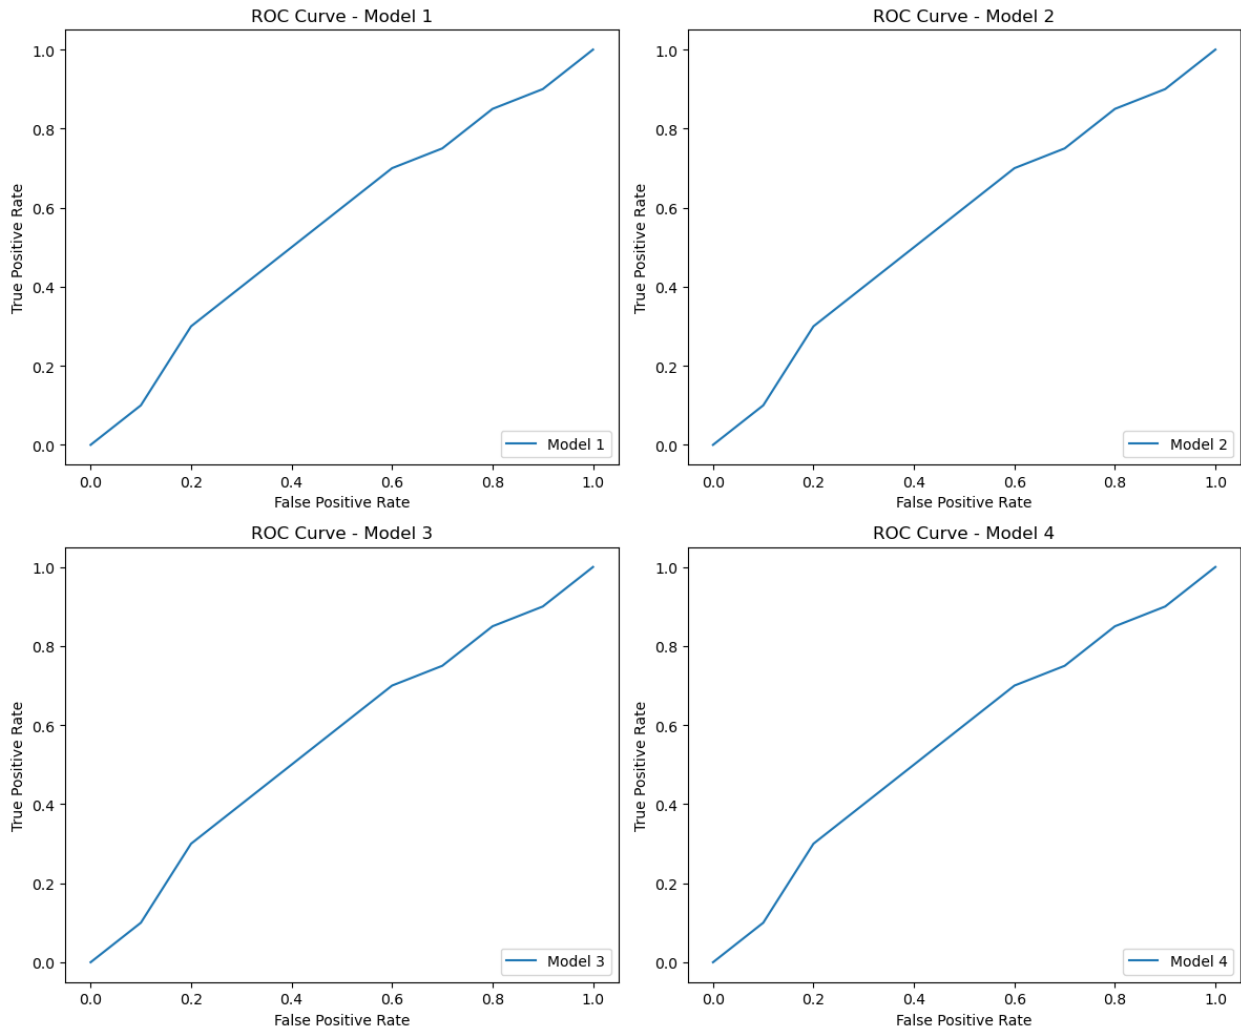 ROC Curve - Model 1
1.0
0.8
0.6
0.4
0.2
0.0
True Positive Rate
Model 1
0.0 0.2 0.4 0.6 0.8 1.0
False Positive Rate
ROC Curve - Model 2
1.0
0.8
0.6
0.4
0.2
0.0
True Positive Rate
Model 2
0.0 0.2 0.4 0.6 0.8 1.0
False Positive Rate
ROC Curve - Model 3
1.0
0.8
0.6
0.4
0.2
0.0
True Positive Rate
Model 3
0.0 0.2 0.4 0.6 0.8 1.0
False Positive Rate
ROC Curve - Model 4
1.0
0.8
0.6
0.4
0.2
0.0
True Positive Rate
Model 4
0.0 0.2 0.4 0.6 0.8 1.0
False Positive Rate